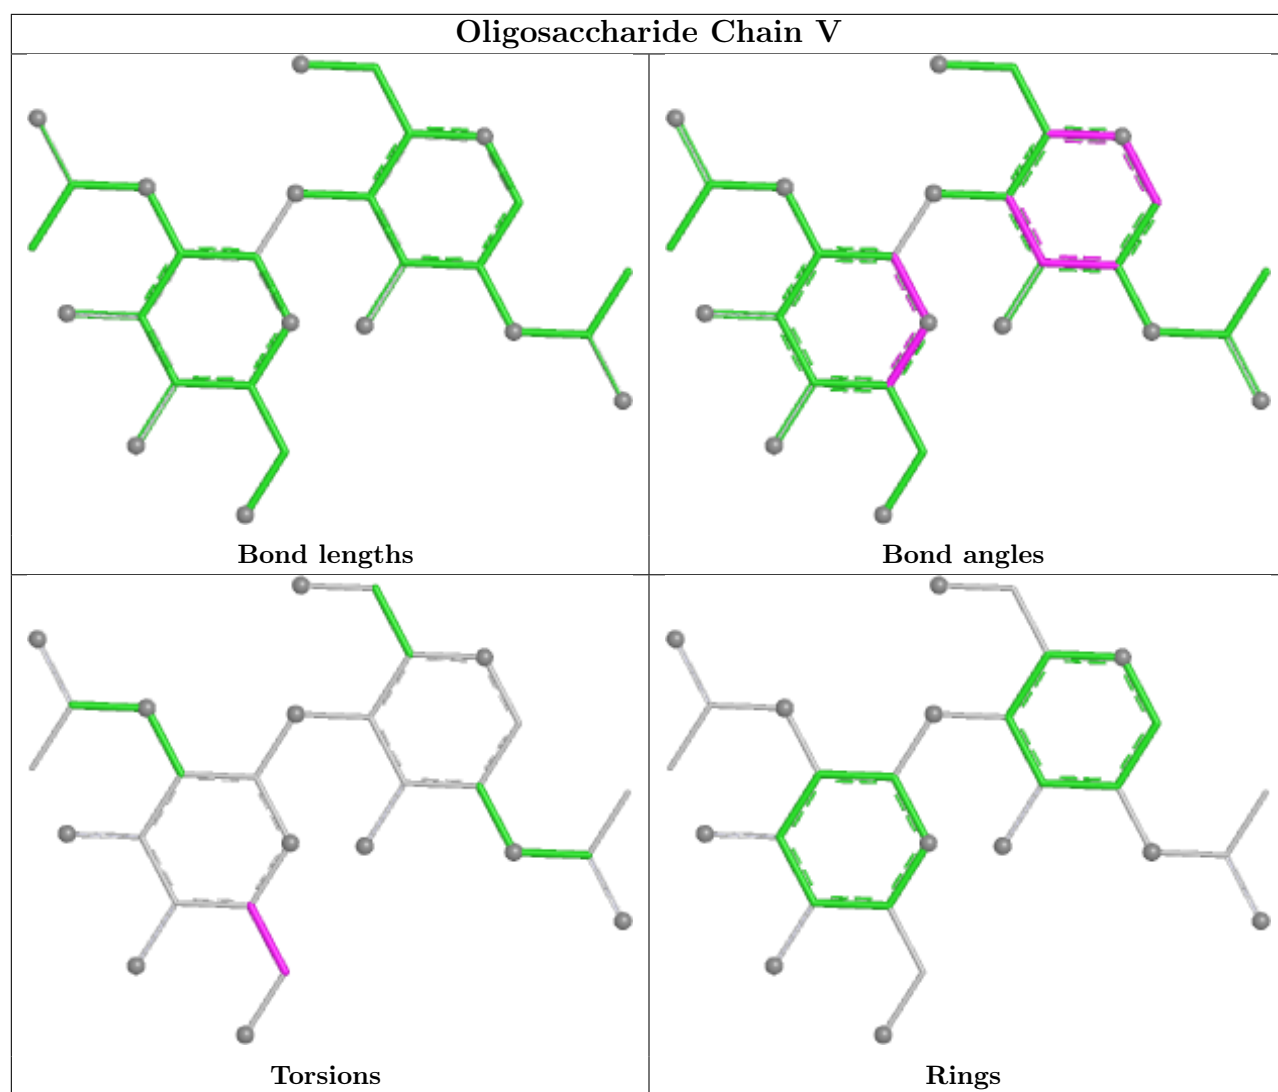 Oligosaccharide Chain V
Bond lengths
Bond angles
Torsions
Rings